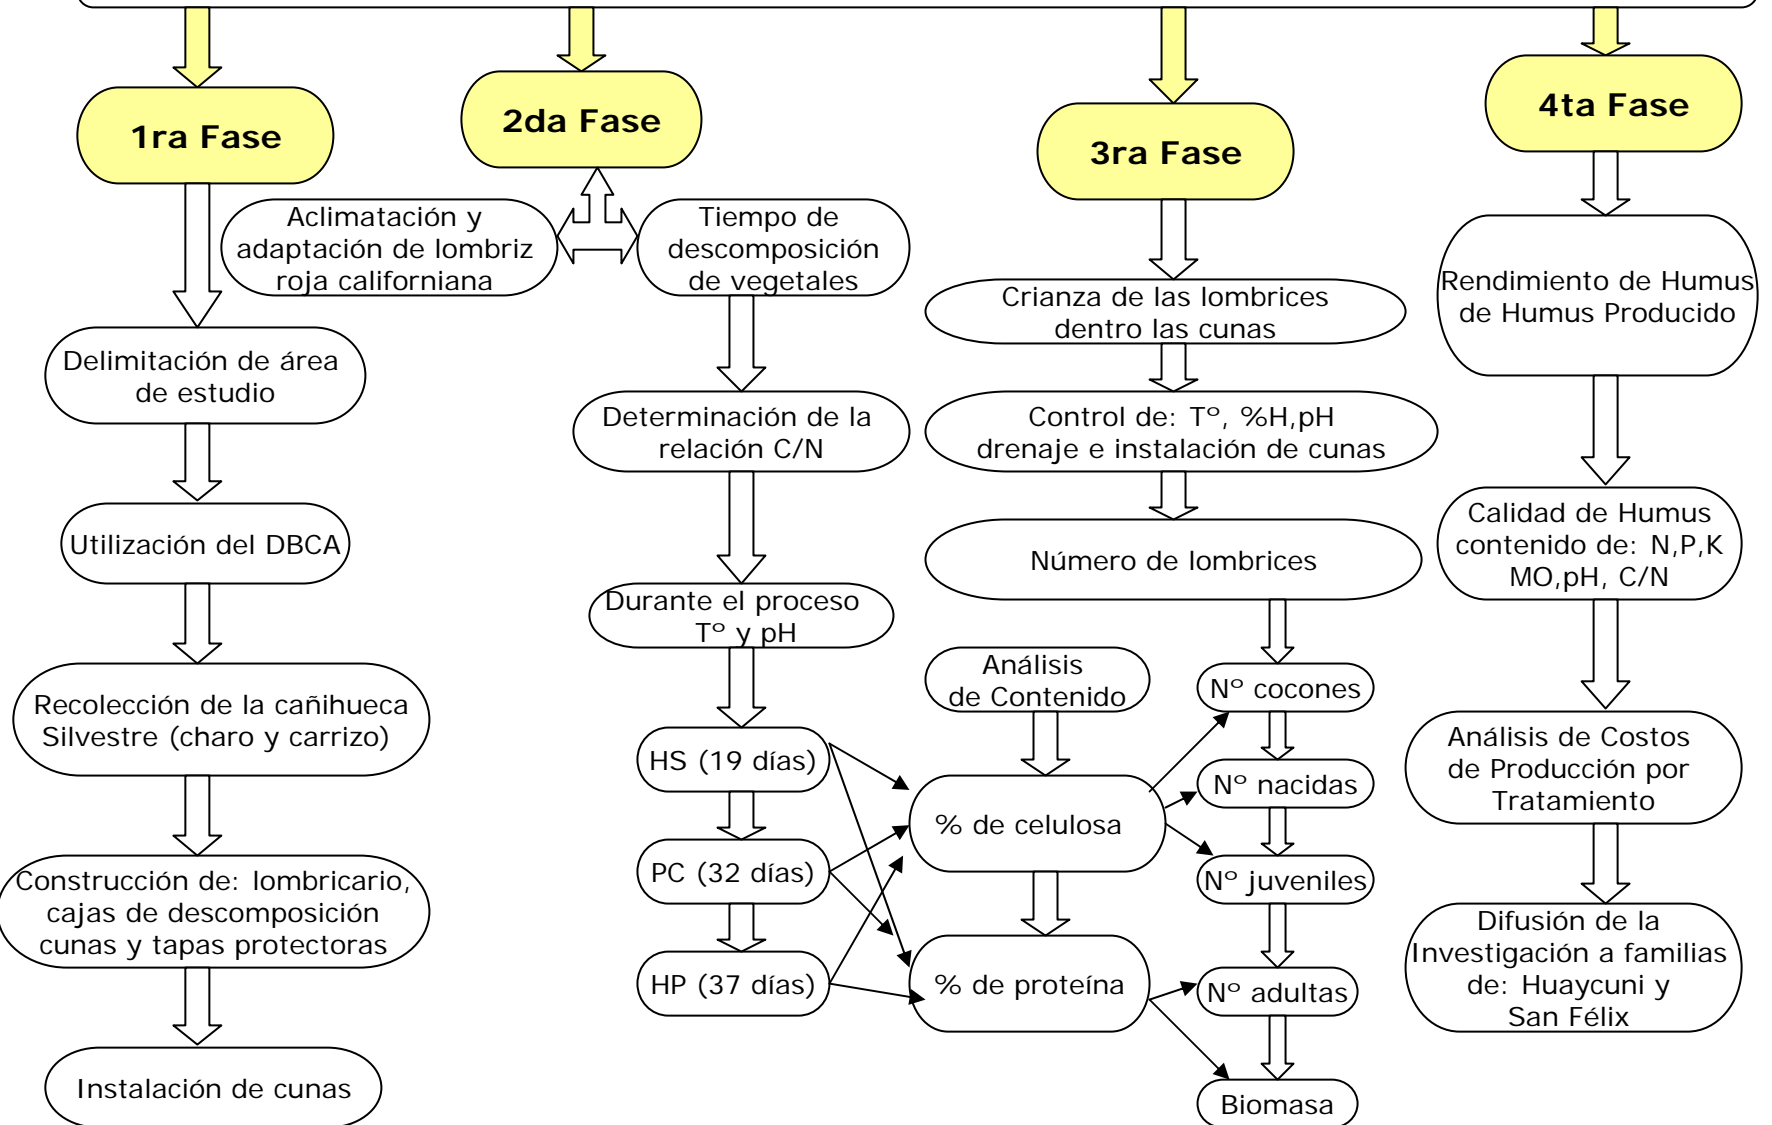 1ra Fase
Delimitación de área
de estudio
Utilización del DBCA
Recolección de la cañihueca
Silvestre (charo y carrizo)
Construcción de: lombricario,
cajas de descomposición
cunas y tapas protectoras
Instalación de cunas
2da Fase
Aclimatación y
adaptación de lombriz
roja californiana
Tiempo de
descomposición
de vegetales
Determinación de la
relación C/N
Durante el proceso
Tº y pH
HS (19 días)
PC (32 días)
HP (37 días)
3ra Fase
Crianza de las lombrices
dentro las cunas
Control de: Tº, %H,pH
drenaje e instalación de cunas
Número de lombrices
Análisis
de Contenido
% de celulosa
% de proteína
Nº cocones
Nº nacidas
Nº juveniles
Nº adultas
Biomasa
4ta Fase
Rendimiento de Humus
de Humus Producido
Calidad de Humus
contenido de: N,P,K
MO,pH, C/N
Análisis de Costos
de Producción por
Tratamiento
Difusión de la
Investigación a familias
de: Huaycuni y
San Félix